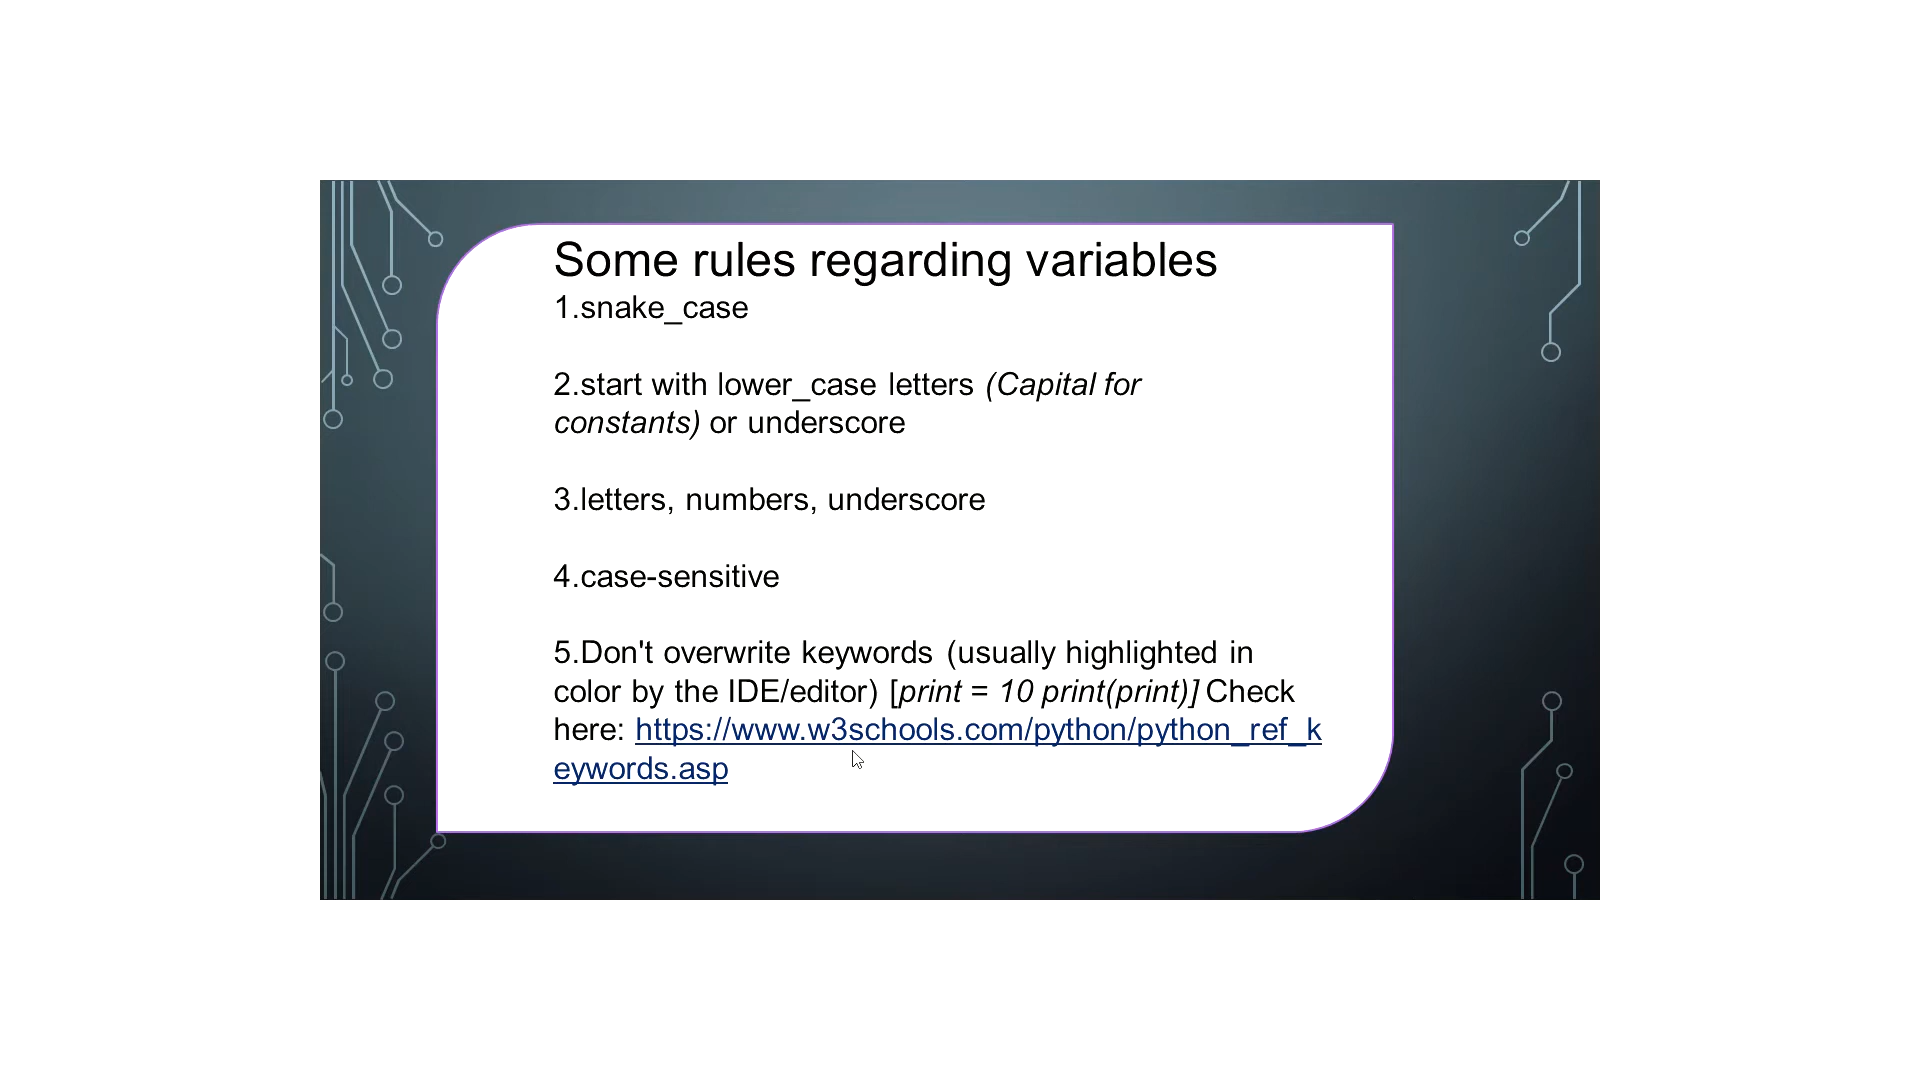 Some rules regarding variables
1.snake_case
2.start with lower_case letters (Capital for
constants) or underscore
3.letters, numbers, underscore
4.case-sensitive
5.Don't overwrite keywords (usually highlighted in
color by the IDE/editor) [print = 10 print(print)] Check
here: https://www.w3schools.com/python/python_ref_k
eywords.asp